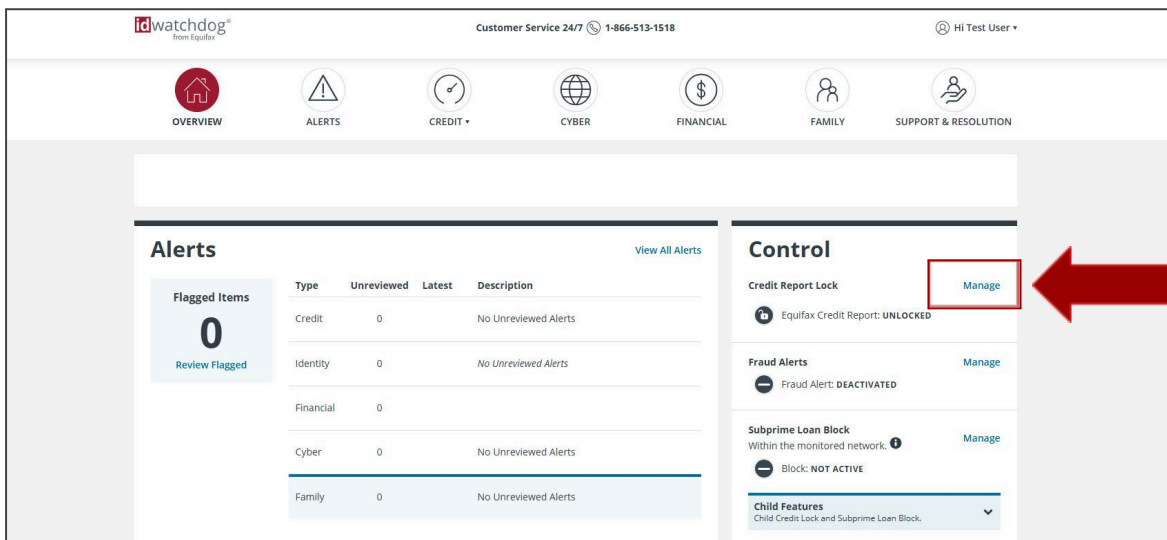 idwatchdog®
from Equifax
Customer Service 24/7 1-866-513-1518
Hi Test User
OVERVIEW
ALERTS
CREDIT
CYBER
FINANCIAL
FAMILY
SUPPORT & RESOLUTION
Alerts
View All Alerts
Flagged Items
0
Review Flagged
Type Unreviewed Latest Description
Credit 0 No Unreviewed Alerts
Identity 0 No Unreviewed Alerts
Financial 0
Cyber 0 No Unreviewed Alerts
Family 0 No Unreviewed Alerts
Control
Credit Report Lock Manage
Equifax Credit Report: UNLOCKED
Fraud Alerts Manage
Fraud Alert: DEACTIVATED
Subprime Loan Block
Within the monitored network. Manage
Block: NOT ACTIVE
Child Features
Child Credit Lock and Subprime Loan Block.